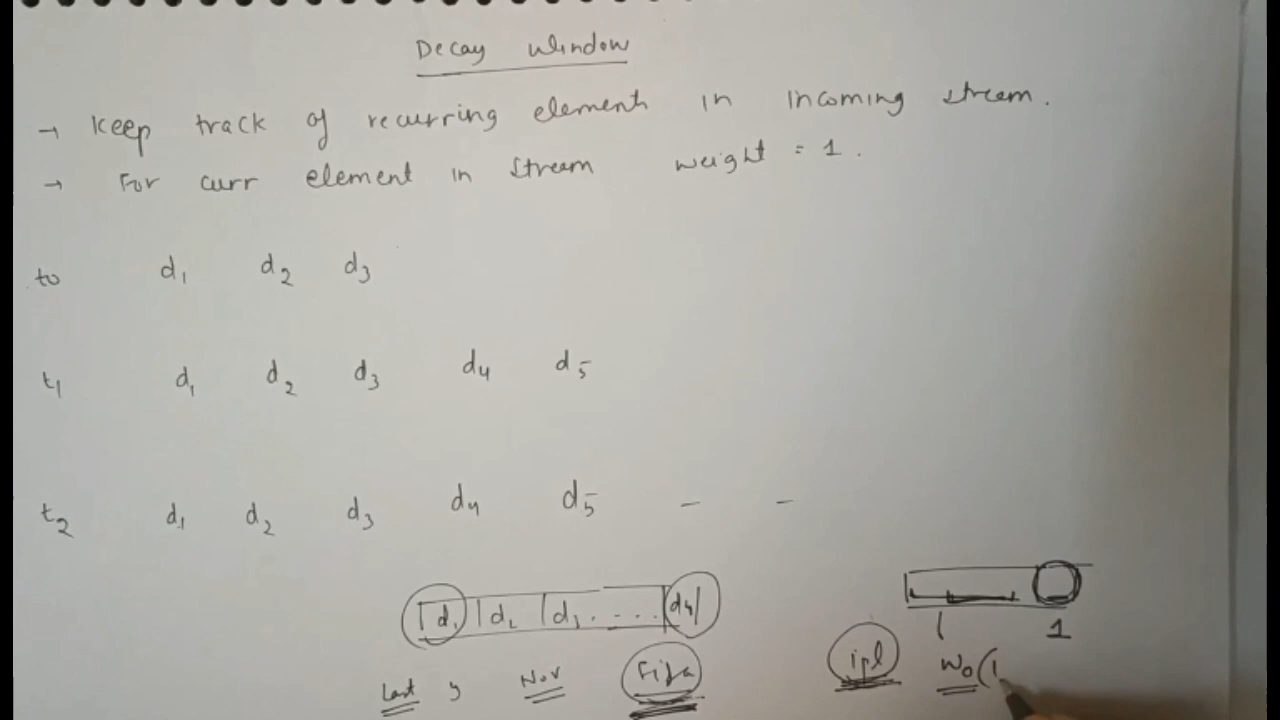 Decay Window
→ Keep track of recurring element in incoming stream.
→ For curr element in stream weight = 1.
to d1 d2 d3
t1 d1 d2 d3 d4 d5
t2 d1 d2 d3 d4 d5 - -
d1 d2 d3 . . . . d4
1
Last y Nov Fifa ipl W0(1